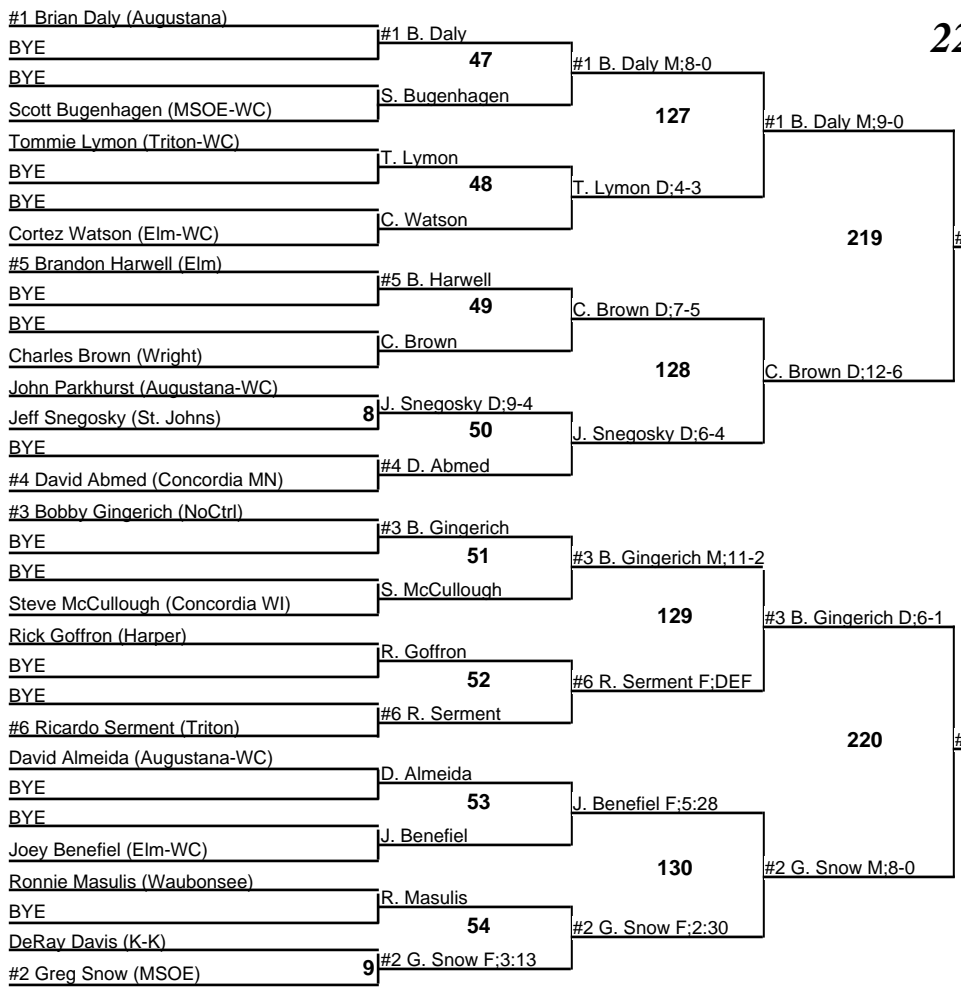 #1 Brian Daly (Augustana)
22
BYE
#1 B. Daly
47
BYE
#1 B. Daly M;8-0
S. Bugenhagen
Scott Bugenhagen (MSOE-WC)
127
#1 B. Daly M;9-0
Tommie Lymon (Triton-WC)
T. Lymon
BYE
48
T. Lymon D;4-3
BYE
C. Watson
Cortez Watson (Elm-WC)
219
#
#5 Brandon Harwell (Elm)
#5 B. Harwell
BYE
49
C. Brown D;7-5
BYE
C. Brown
Charles Brown (Wright)
128
C. Brown D;12-6
John Parkhurst (Augustana-WC)
J. Snegosky D;9-4
Jeff Snegosky (St. Johns)
8
50
J. Snegosky D;6-4
BYE
#4 D. Abmed
#4 David Abmed (Concordia MN)
#3 Bobby Gingerich (NoCtrl)
#3 B. Gingerich
BYE
51
#3 B. Gingerich M;11-2
BYE
S. McCullough
Steve McCullough (Concordia WI)
129
#3 B. Gingerich D;6-1
Rick Goffron (Harper)
R. Goffron
BYE
52
#6 R. Serment F;DEF
BYE
#6 R. Serment
#6 Ricardo Serment (Triton)
220
#
David Almeida (Augustana-WC)
D. Almeida
BYE
53
J. Benefiel F;5:28
BYE
J. Benefiel
Joey Benefiel (Elm-WC)
130
#2 G. Snow M;8-0
Ronnie Masulis (Waubonsee)
R. Masulis
BYE
54
#2 G. Snow F;2:30
DeRay Davis (K-K)
#2 G. Snow F;3:13
9
#2 Greg Snow (MSOE)